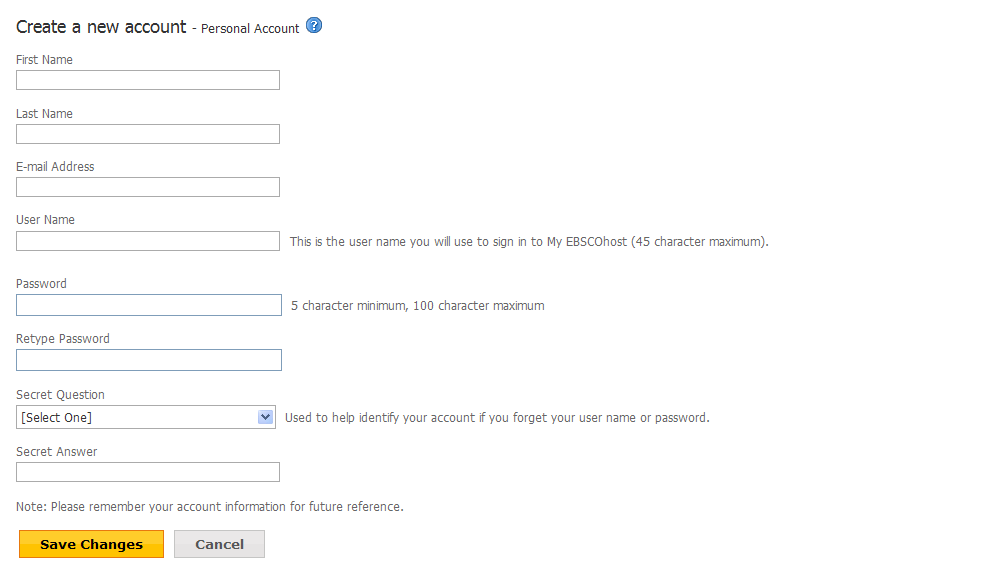 Create a new account - Personal Account ?
First Name
Last Name
E-mail Address
User Name
This is the user name you will use to sign in to My EBSCOhost (45 character maximum).
Password
5 character minimum, 100 character maximum
Retype Password
Secret Question
[Select One] Used to help identify your account if you forget your user name or password.
Secret Answer
Note: Please remember your account information for future reference.
Save Changes Cancel